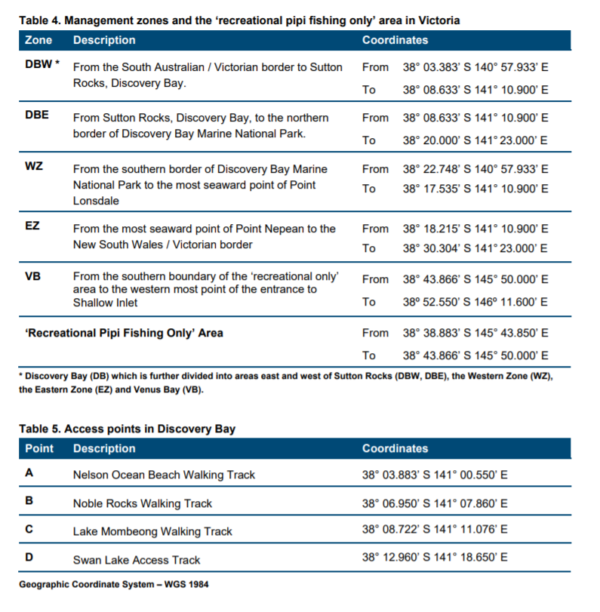 Table 4. Management zones and the ‘recreational pipi fishing only’ area in Victoria
Zone Description Coordinates
DBW * From the South Australian / Victorian border to Sutton From 38° 03.383’ S 140° 57.933’ E
Rocks, Discovery Bay. To 38° 08.633’ S 141° 10.900’ E
DBE From Sutton Rocks, Discovery Bay, to the northern From 38° 08.633’ S 141° 10.900’ E
border of Discovery Bay Marine National Park. To 38° 20.000’ S 141° 23.000’ E
WZ From the southern border of Discovery Bay Marine From 38° 22.748’ S 140° 57.933’ E
National Park to the most seaward point of Point To 38° 17.535’ S 141° 10.900’ E
Lonsdale
EZ From the most seaward point of Point Nepean to the From 38° 18.215’ S 141° 10.900’ E
New South Wales / Victorian border To 38° 30.304’ S 141° 23.000’ E
VB From the southern boundary of the ‘recreational only’ From 38° 43.866’ S 145° 50.000’ E
area to the western most point of the entrance to
Shallow Inlet To 38º 52.550’ S 146º 11.600’ E
‘Recreational Pipi Fishing Only’ Area From 38° 38.883’ S 145° 43.850’ E
To 38° 43.866’ S 145° 50.000’ E
* Discovery Bay (DB) which is further divided into areas east and west of Sutton Rocks (DBW, DBE), the Western Zone (WZ),
the Eastern Zone (EZ) and Venus Bay (VB).
Table 5. Access points in Discovery Bay
Point Description Coordinates
A Nelson Ocean Beach Walking Track 38° 03.883’ S 141° 00.550’ E
B Noble Rocks Walking Track 38° 06.950’ S 141° 07.860’ E
C Lake Mombeong Walking Track 38° 08.722’ S 141° 11.076’ E
D Swan Lake Access Track 38° 12.960’ S 141° 18.650’ E
Geographic Coordinate System – WGS 1984